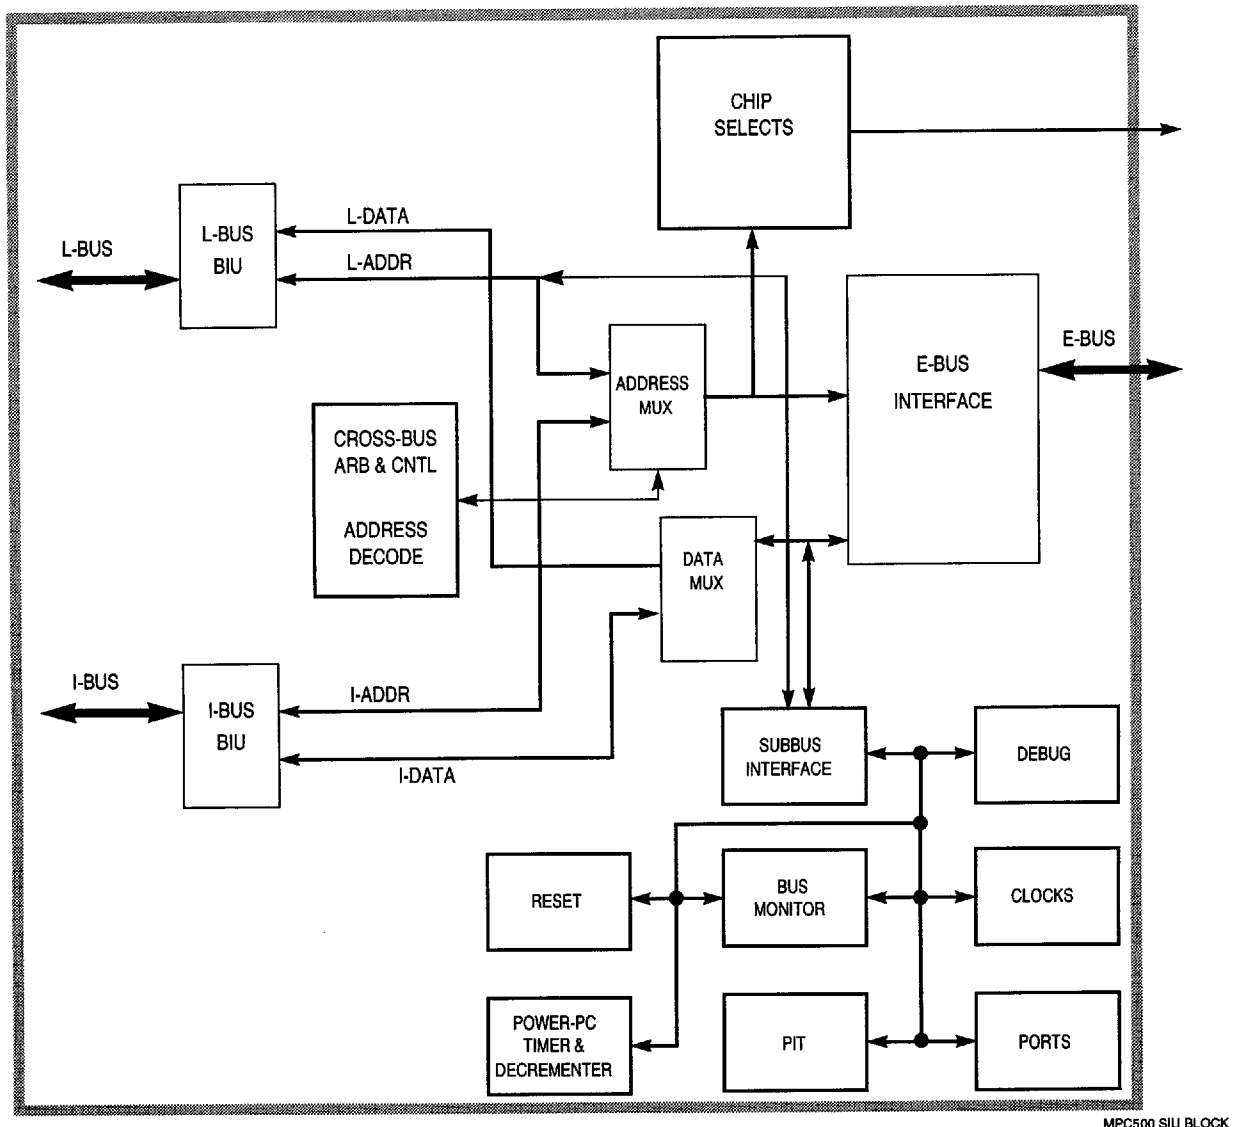 CHIP
SELECTS
L-DATA
L-BUS
L-BUS
BIU
L-ADDR
E-BUS
E-BUS
INTERFACE
ADDRESS
MUX
CROSS-BUS
ARB & CNTL
ADDRESS
DECODE
DATA
MUX
I-BUS
I-ADDR
I-BUS
BIU
I-DATA
SUBBUS
INTERFACE
DEBUG
RESET
BUS
MONITOR
CLOCKS
POWER-PC
TIMER &
DECREMENTER
PIT
PORTS
MPC500 SIU BLOCK